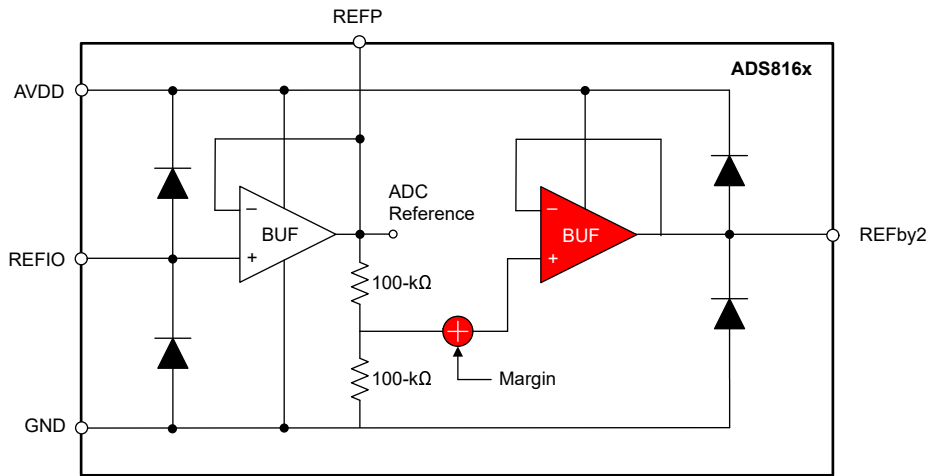 REFP
ADS816x
AVDD
ADC
Reference
−
BUF
+
−
BUF
+
REFIO
REFby2
100-kΩ
+
100-kΩ
Margin
GND